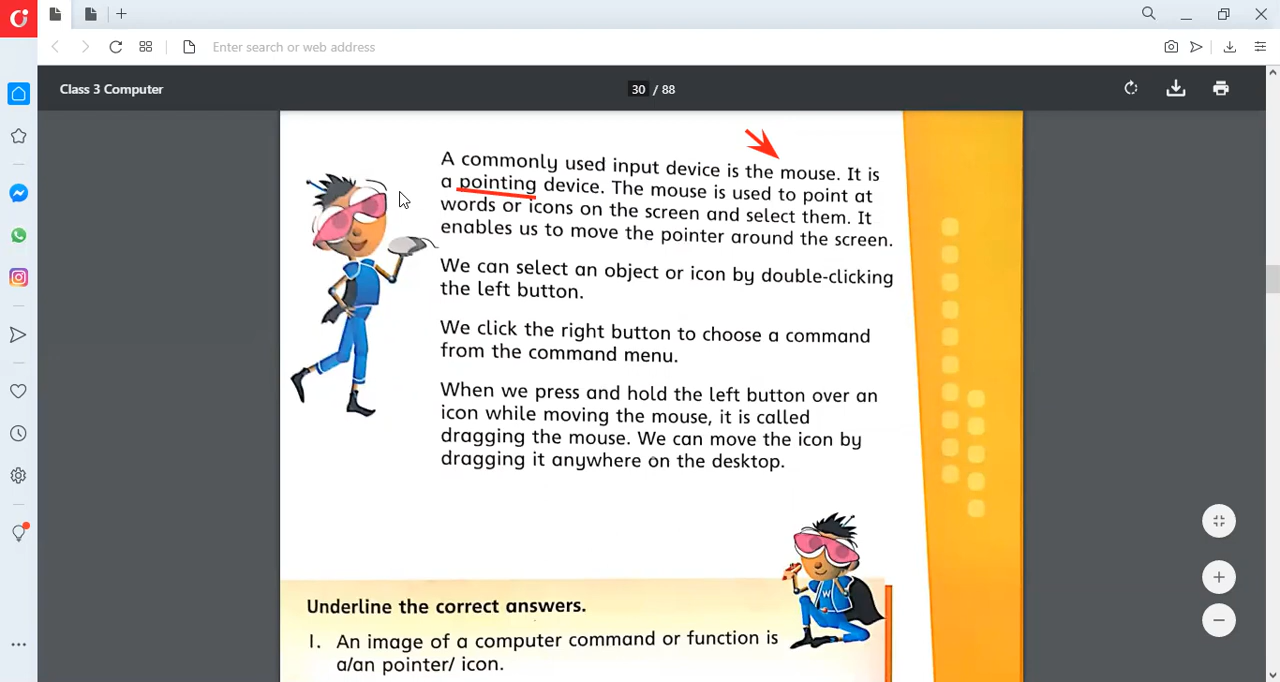 Enter search or web address
Class 3 Computer
30 / 88
A commonly used input device is the mouse. It is
a pointing device. The mouse is used to point at
words or icons on the screen and select them. It
enables us to move the pointer around the screen.
We can select an object or icon by double-clicking
the left button.
We click the right button to choose a command
from the command menu.
When we press and hold the left button over an
icon while moving the mouse, it is called
dragging the mouse. We can move the icon by
dragging it anywhere on the desktop.
W
Underline the correct answers.
1. An image of a computer command or function is
a/an pointer/ icon.